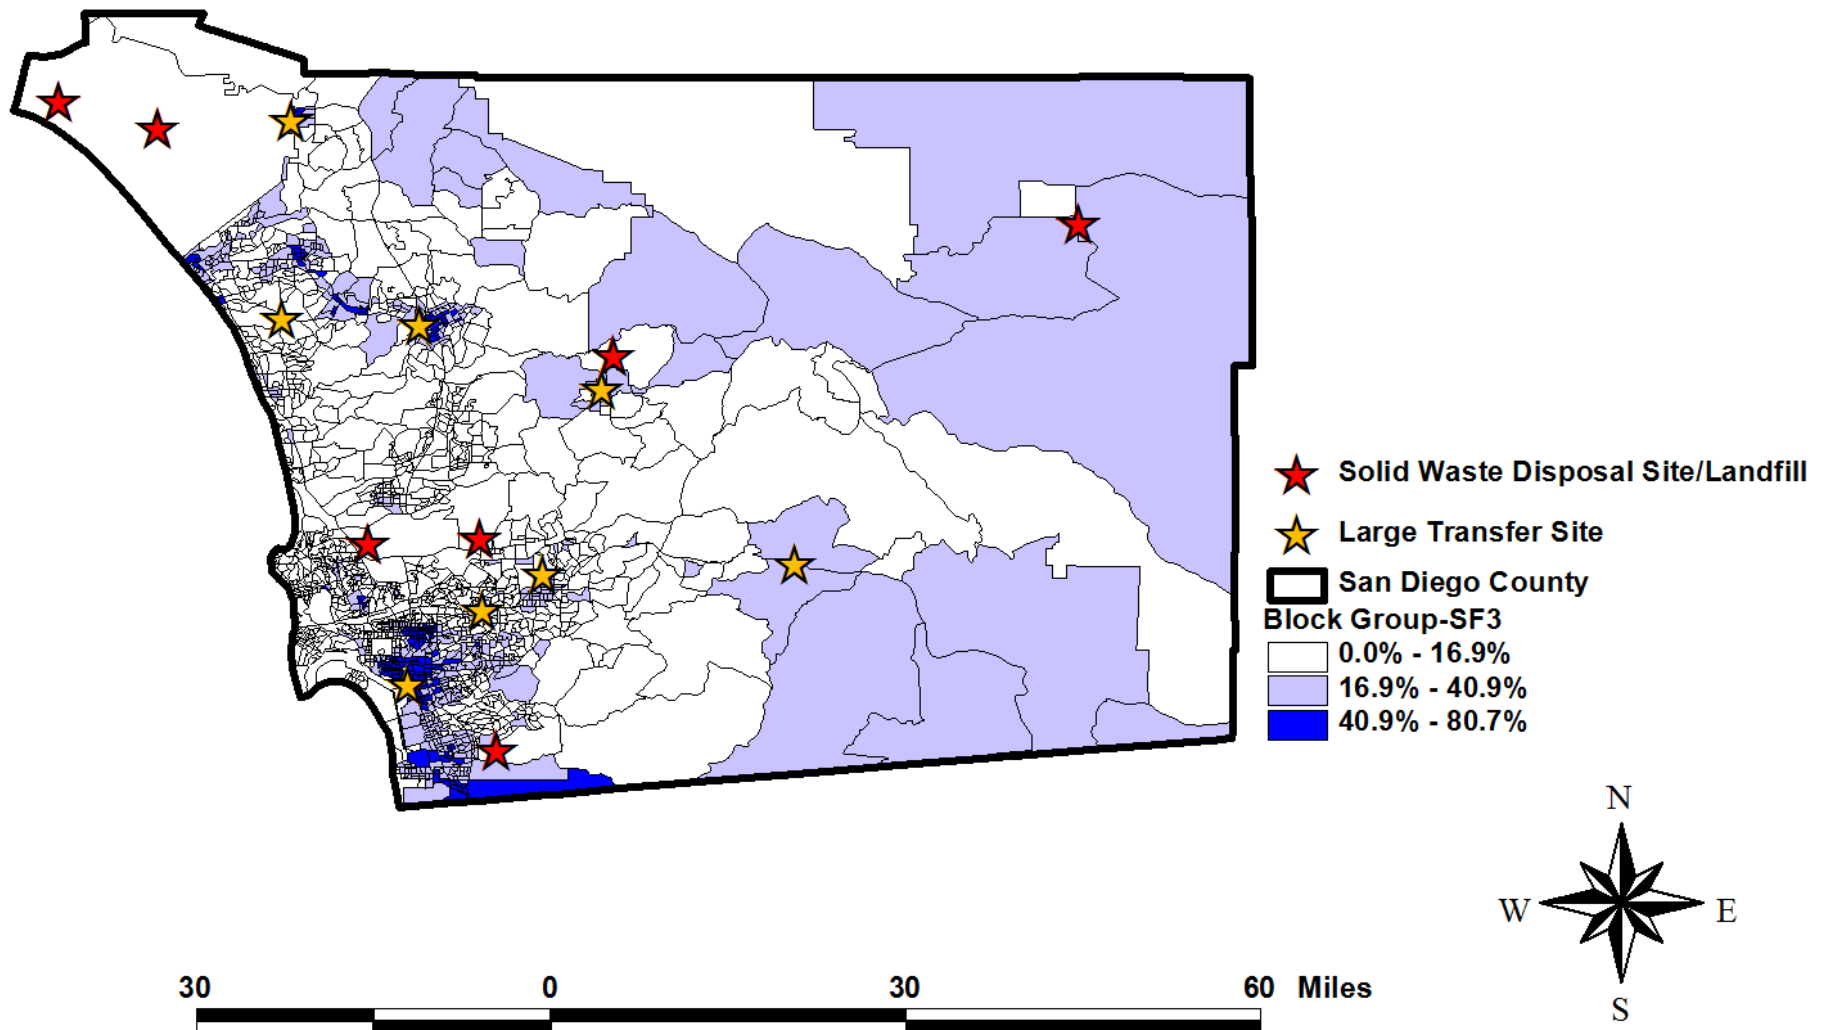 Solid Waste Disposal Site/Landfill
Large Transfer Site
San Diego County
Block Group-SF3
0.0% - 16.9%
16.9% - 40.9%
40.9% - 80.7%
N
W E
S
30 0 30 60 Miles